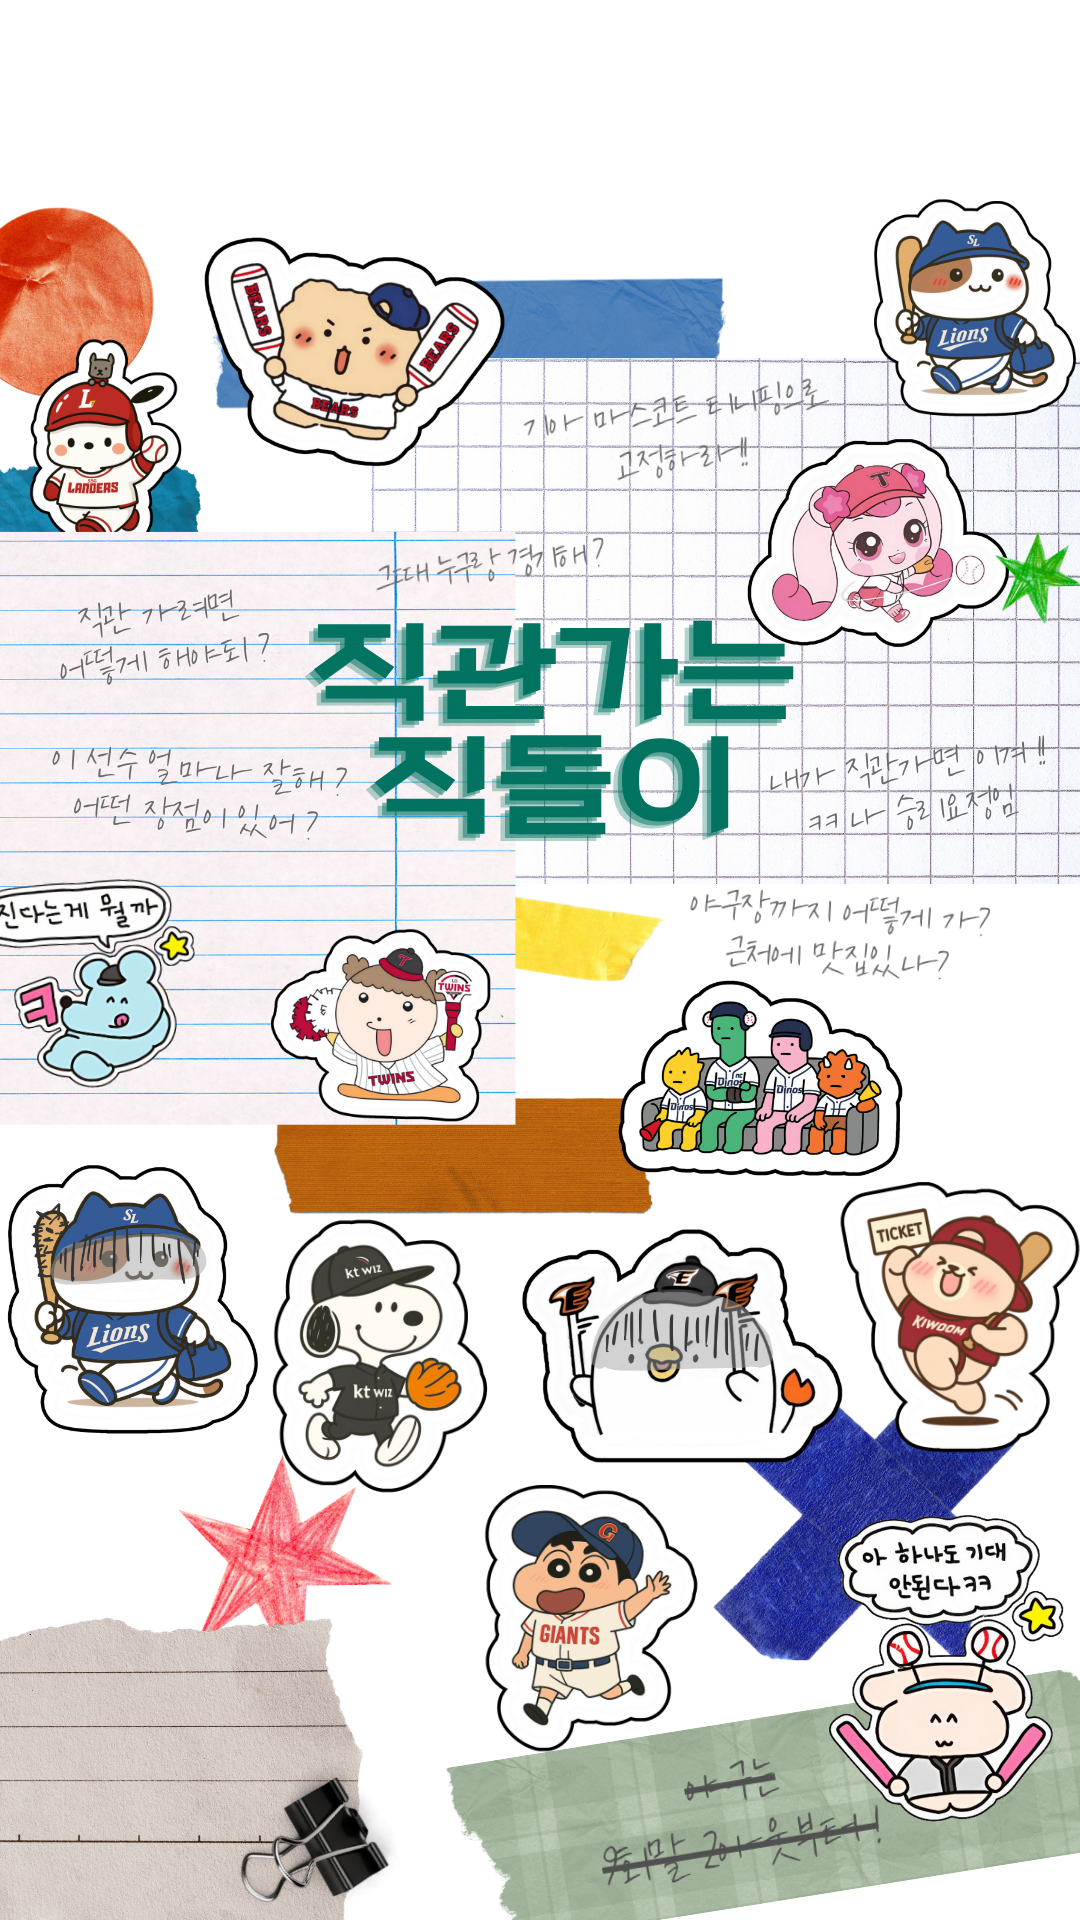 SL
Lions
BEARS
BEARS
BEARS
L
SSG
LANDERS
기아 마스코트 티니핑으로
교정하라!!
T
그대 누구랑 경기해?
직관 가려면
어떻게 해야돼?
직관가는
직돌이
이 선수 얼마나 잘해?
어떤 장점이 있어?
내가 직관가면 이겨!!
ㅋㅋ 나 승리요정임
야구장까지 어떻게 가?
근처에 맛집있나?
진다는게 뭘까
ㅋ
T
LG
TWINS
TWINS
NC
Dinos
Dinos
Dinos
SL
Lions
kt wiz
kt wiz
E
E
E
TICKET
KIWOOM
G
GIANTS
아 하나도 기대
안된다ㅋㅋ
야구는
9회말 2아웃부터!